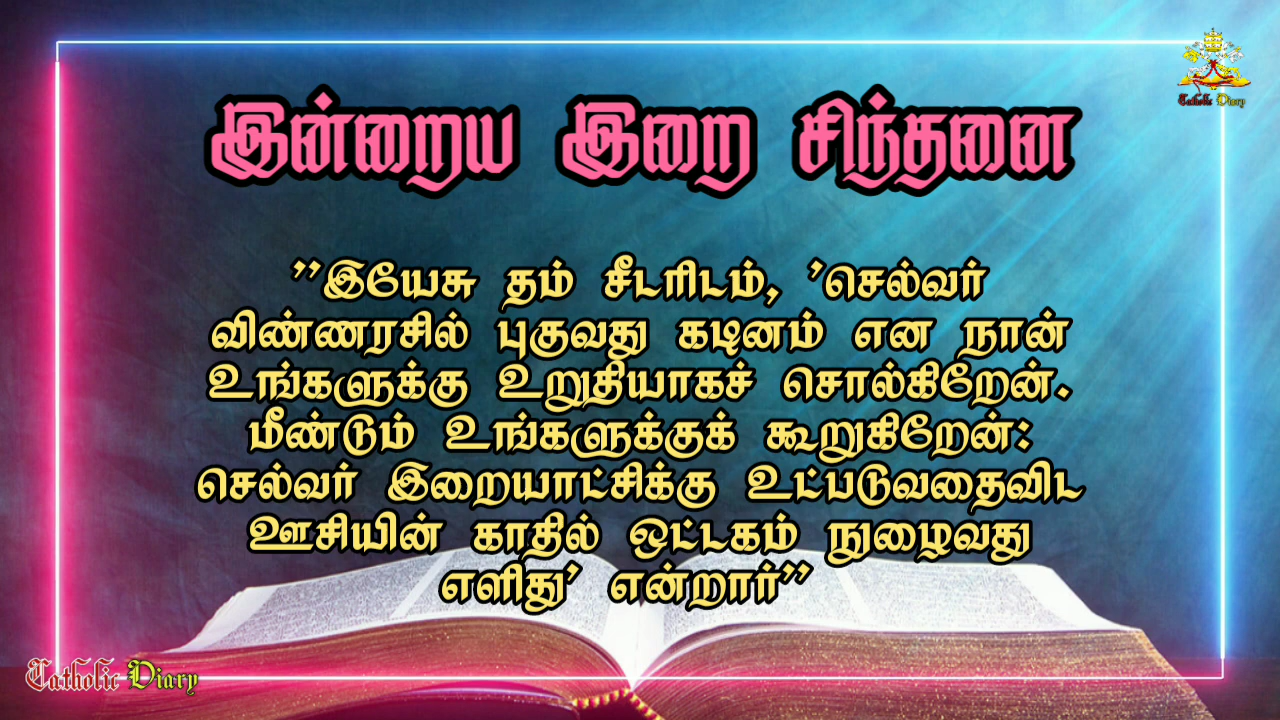 Catholic Diary
இன்றைய இறை சிந்தனை
"இயேசு தம் சீடரிடம், 'செல்வர்
விண்ணரசில் புகுவது கடினம் என நான்
உங்களுக்கு உறுதியாகச் சொல்கிறேன்.
மீண்டும் உங்களுக்குக் கூறுகிறேன்:
செல்வர் இறையாட்சிக்கு உட்படுவதைவிட
ஊசியின் காதில் ஒட்டகம் நுழைவது
எளிது' என்றார்"
Catholic Diary